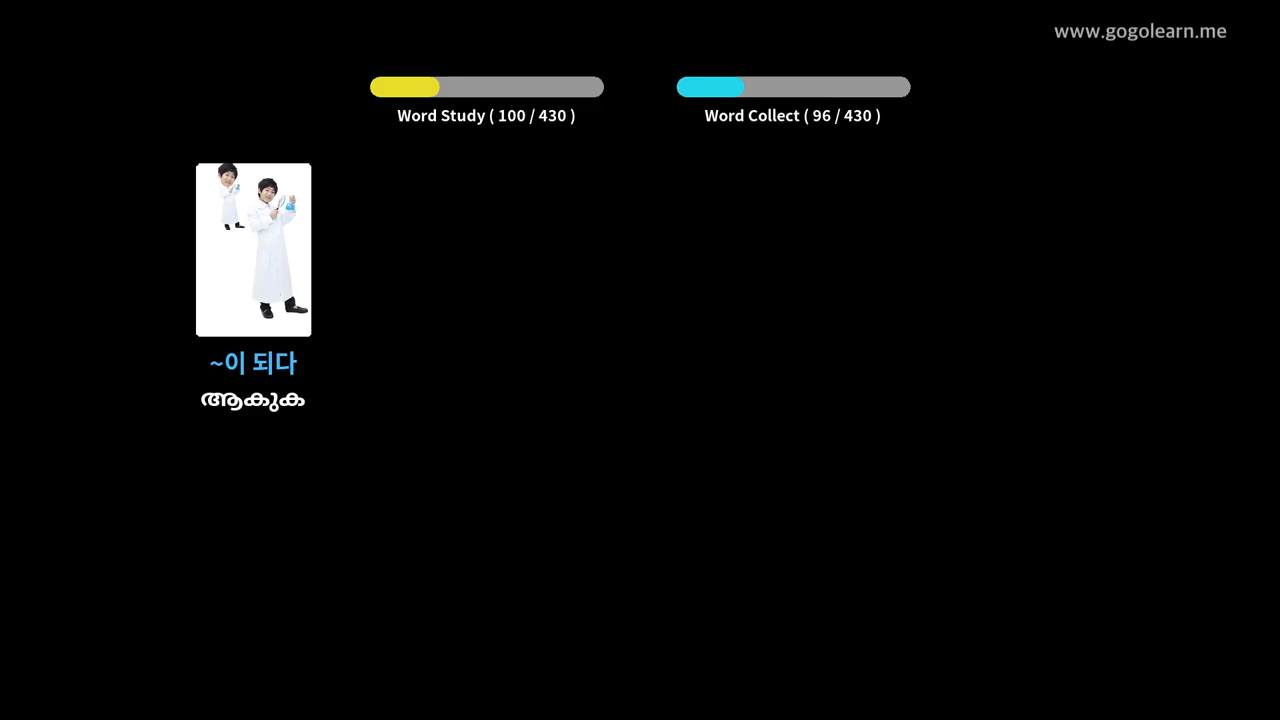 www.gogolearn.me
Word Study ( 100 / 430 )
Word Collect ( 96 / 430 )
~이 되다
ആകുക